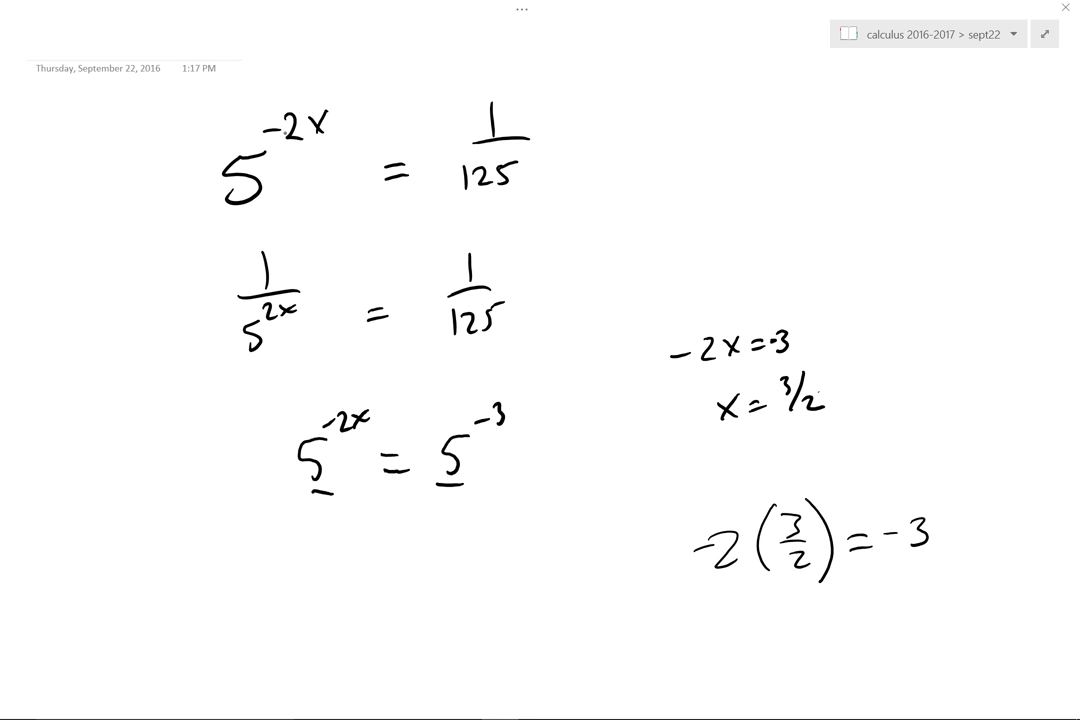 calculus 2016-2017 > sept22
Thursday, September 22, 2016 1:17 PM
5^{-2x} = 1/125
1/5^{2x} = 1/125
-2x = -3
x = 3/2
5^{-2x} = 5^{-3}
-2(3/2) = -3